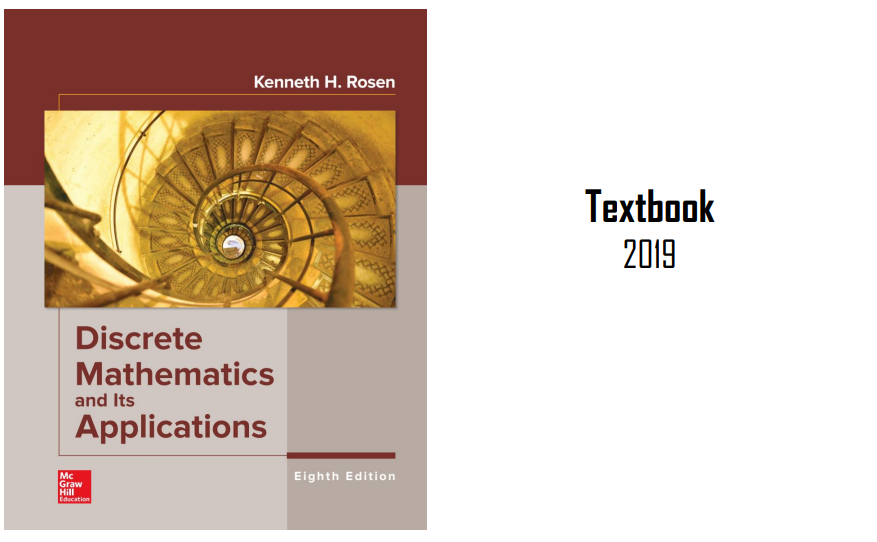 Kenneth H. Rosen
Discrete
Mathematics
and Its
Applications
Eighth Edition
Mc
Graw
Hill
Education
Textbook
2019